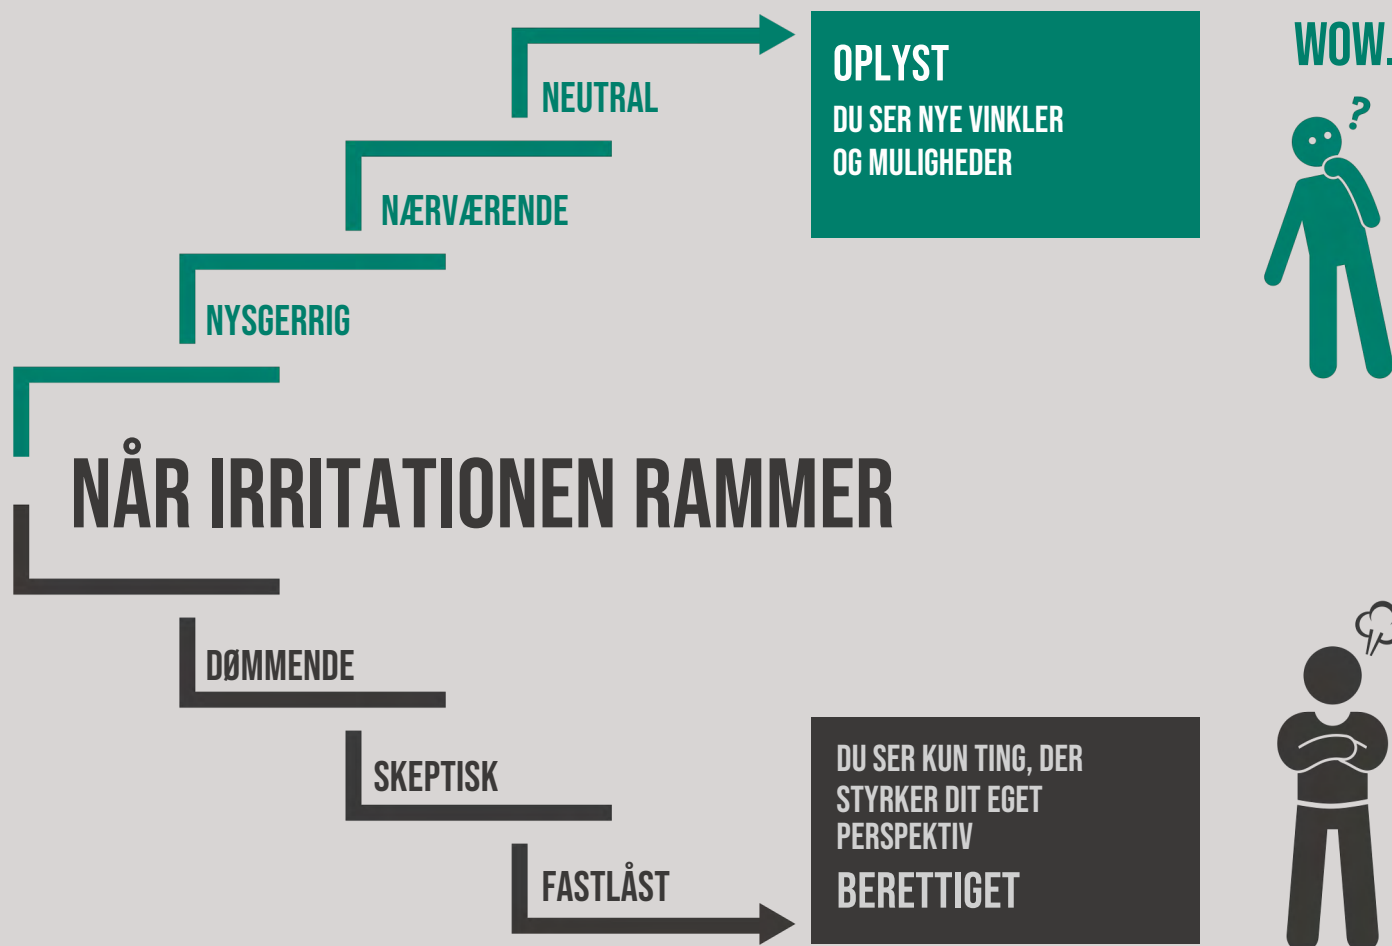 WOW.
OPLYST
DU SER NYE VINKLER
OG MULIGHEDER
?
NEUTRAL
NÆRVÆRENDE
NYSGERRIG
NÅR IRRITATIONEN RAMMER
DØMMENDE
SKEPTISK
FASTLÅST
DU SER KUN TING, DER
STYRKER DIT EGET
PERSPEKTIV
BERETTIGET